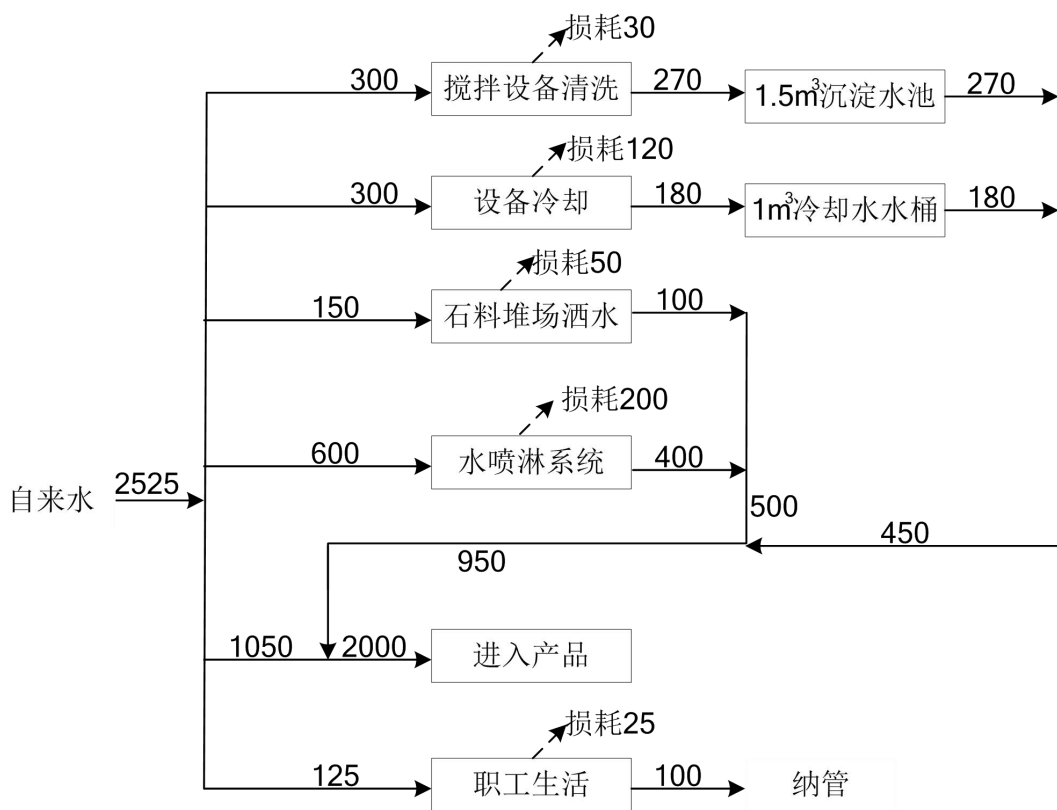 损耗30
300
搅拌设备清洗
270
1.5m³沉淀水池
270
损耗120
300
设备冷却
180
1m³冷却水水桶
180
损耗50
150
石料堆场洒水
100
损耗200
600
水喷淋系统
400
自来水
2525
500
450
950
1050
2000
进入产品
损耗25
125
职工生活
100
纳管